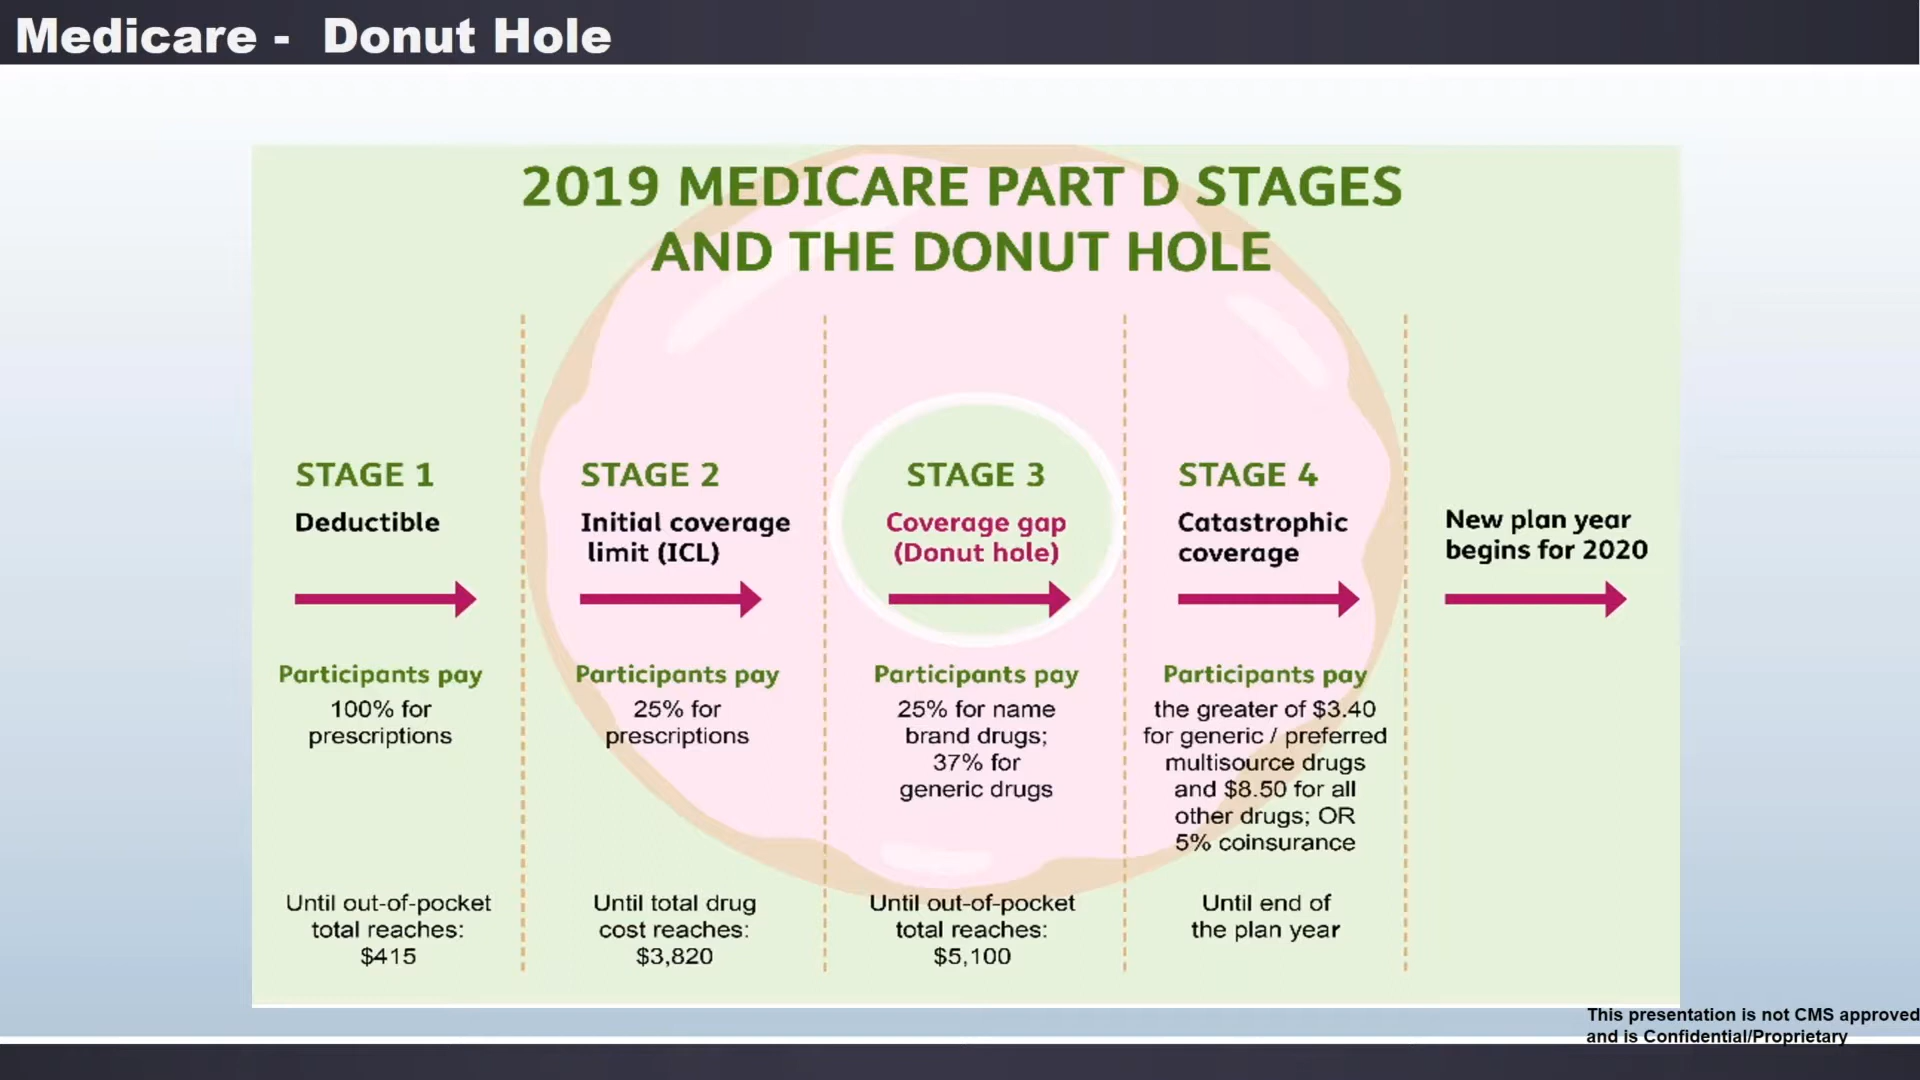 Medicare - Donut Hole
2019 MEDICARE PART D STAGES
AND THE DONUT HOLE
STAGE 1
Deductible
Participants pay
100% for
prescriptions
Until out-of-pocket
total reaches:
$415
STAGE 2
Initial coverage
limit (ICL)
Participants pay
25% for
prescriptions
Until total drug
cost reaches:
$3,820
STAGE 3
Coverage gap
(Donut hole)
Participants pay
25% for name
brand drugs;
37% for
generic drugs
Until out-of-pocket
total reaches:
$5,100
STAGE 4
Catastrophic
coverage
Participants pay
the greater of $3.40
for generic / preferred
multisource drugs
and $8.50 for all
other drugs; OR
5% coinsurance
Until end of
the plan year
New plan year
begins for 2020
This presentation is not CMS approved
and is Confidential/Proprietary